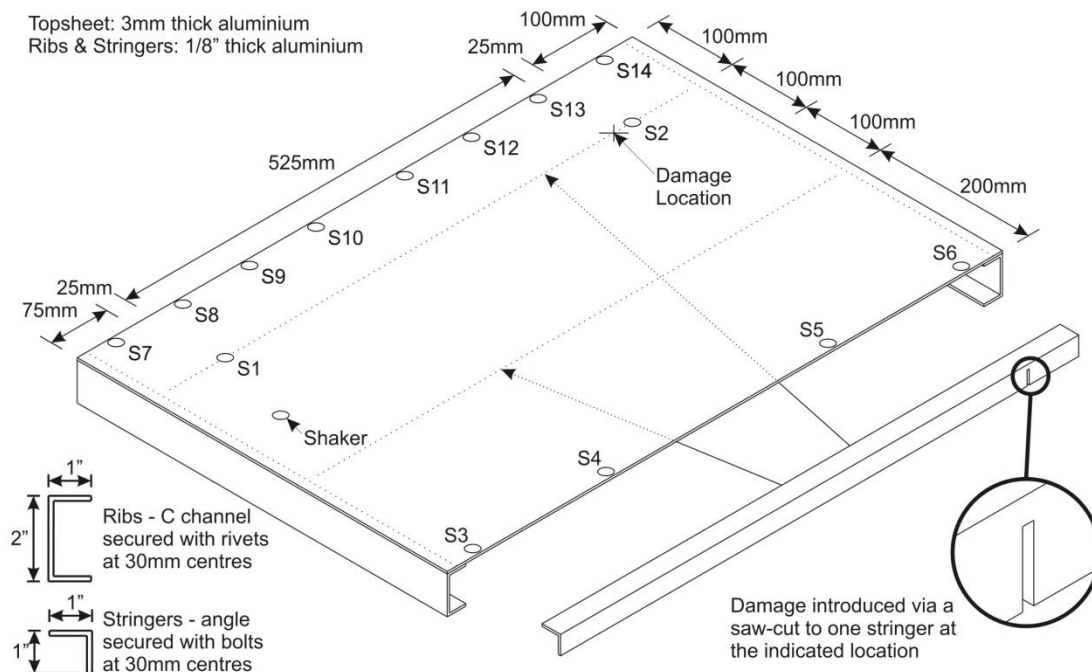 Topsheet: 3mm thick aluminium
Ribs & Stringers: 1/8” thick aluminium
100mm
25mm
525mm
25mm
75mm
100mm
100mm
100mm
200mm
S14
S13
S12
S11
S10
S9
S8
S7
S2
S1
Damage
Location
Shaker
S6
S5
S4
S3
1”
2”
Ribs - C channel
secured with rivets
at 30mm centres
1”
1”
Stringers - angle
secured with bolts
at 30mm centres
Damage introduced via a
saw-cut to one stringer at
the indicated location